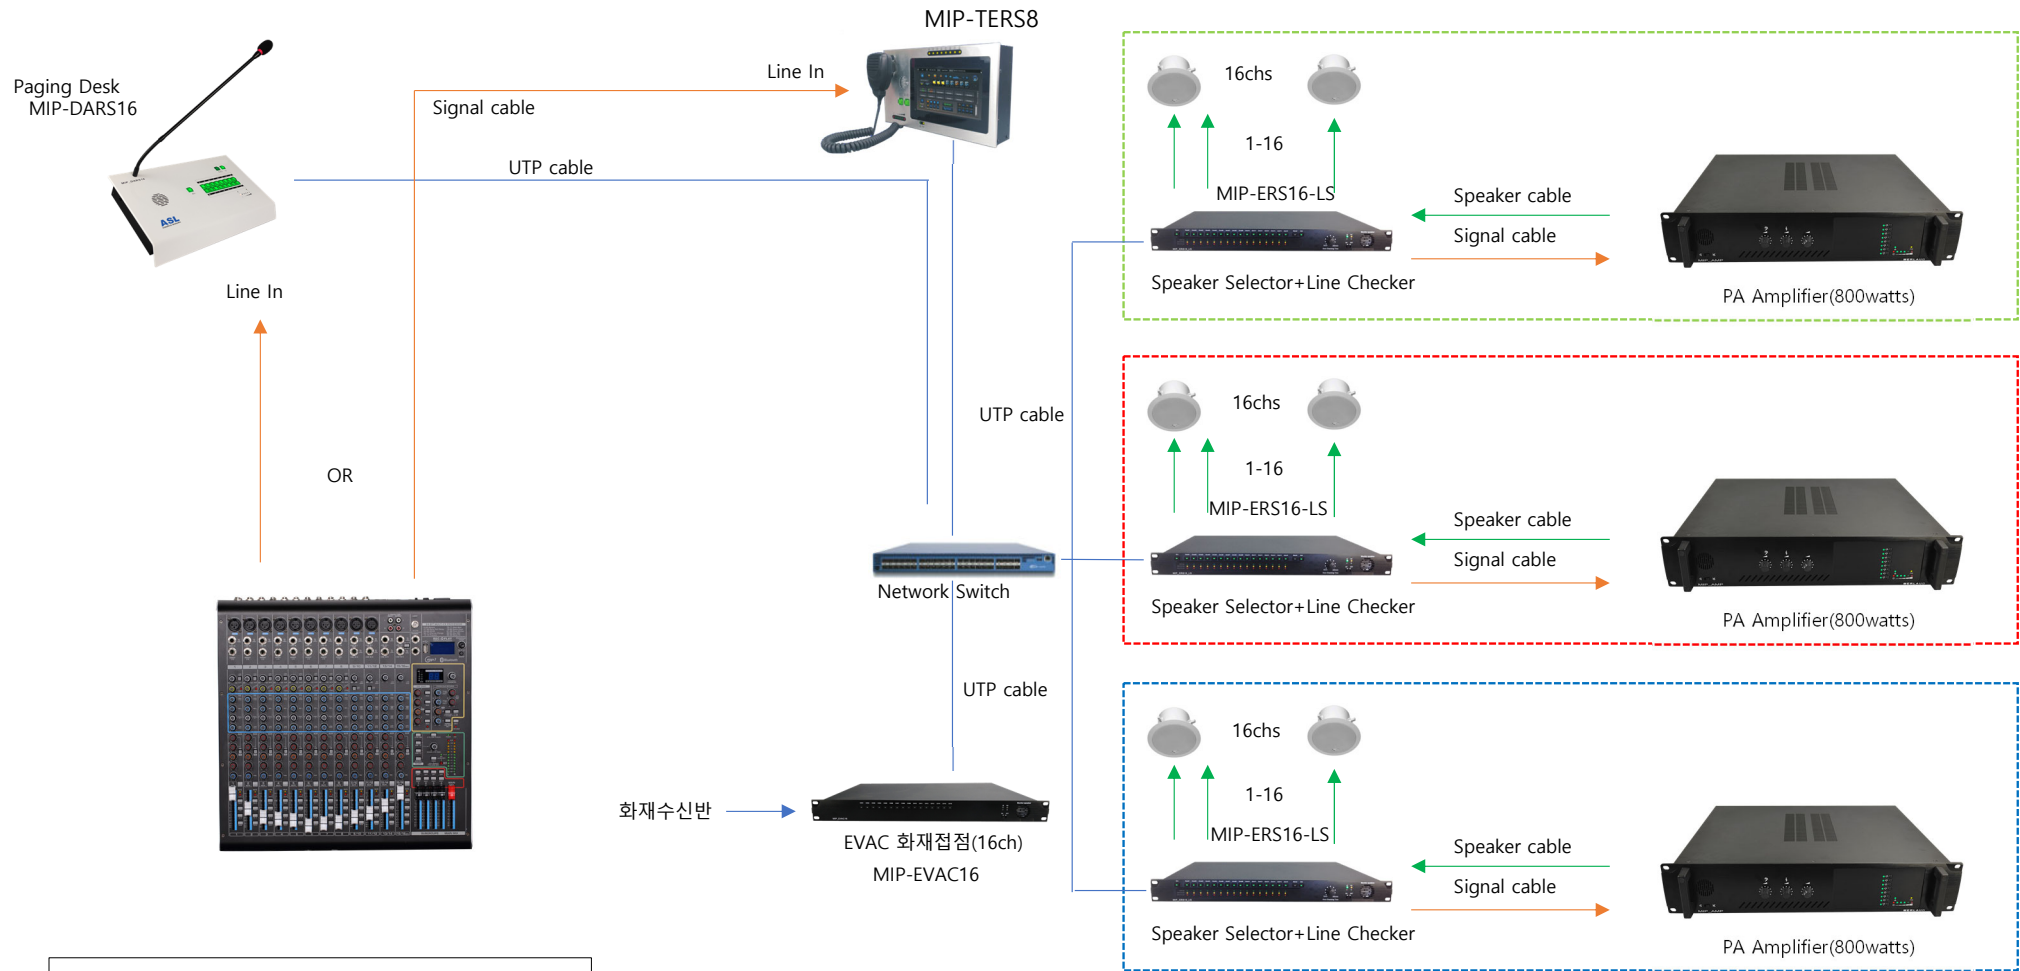 MIP-TERS8
Paging Desk
MIP-DARS16
Line In
Signal cable
UTP cable
ASL
Line In
OR
UTP cable
Network Switch
UTP cable
화재수신반
EVAC 화재접점(16ch)
MIP-EVAC16
16chs
1-16
MIP-ERS16-LS
Speaker cable
Signal cable
Speaker Selector+Line Checker
PA Amplifier(800watts)
16chs
1-16
MIP-ERS16-LS
Speaker cable
Signal cable
Speaker Selector+Line Checker
PA Amplifier(800watts)
16chs
1-16
MIP-ERS16-LS
Speaker cable
Signal cable
Speaker Selector+Line Checker
PA Amplifier(800watts)